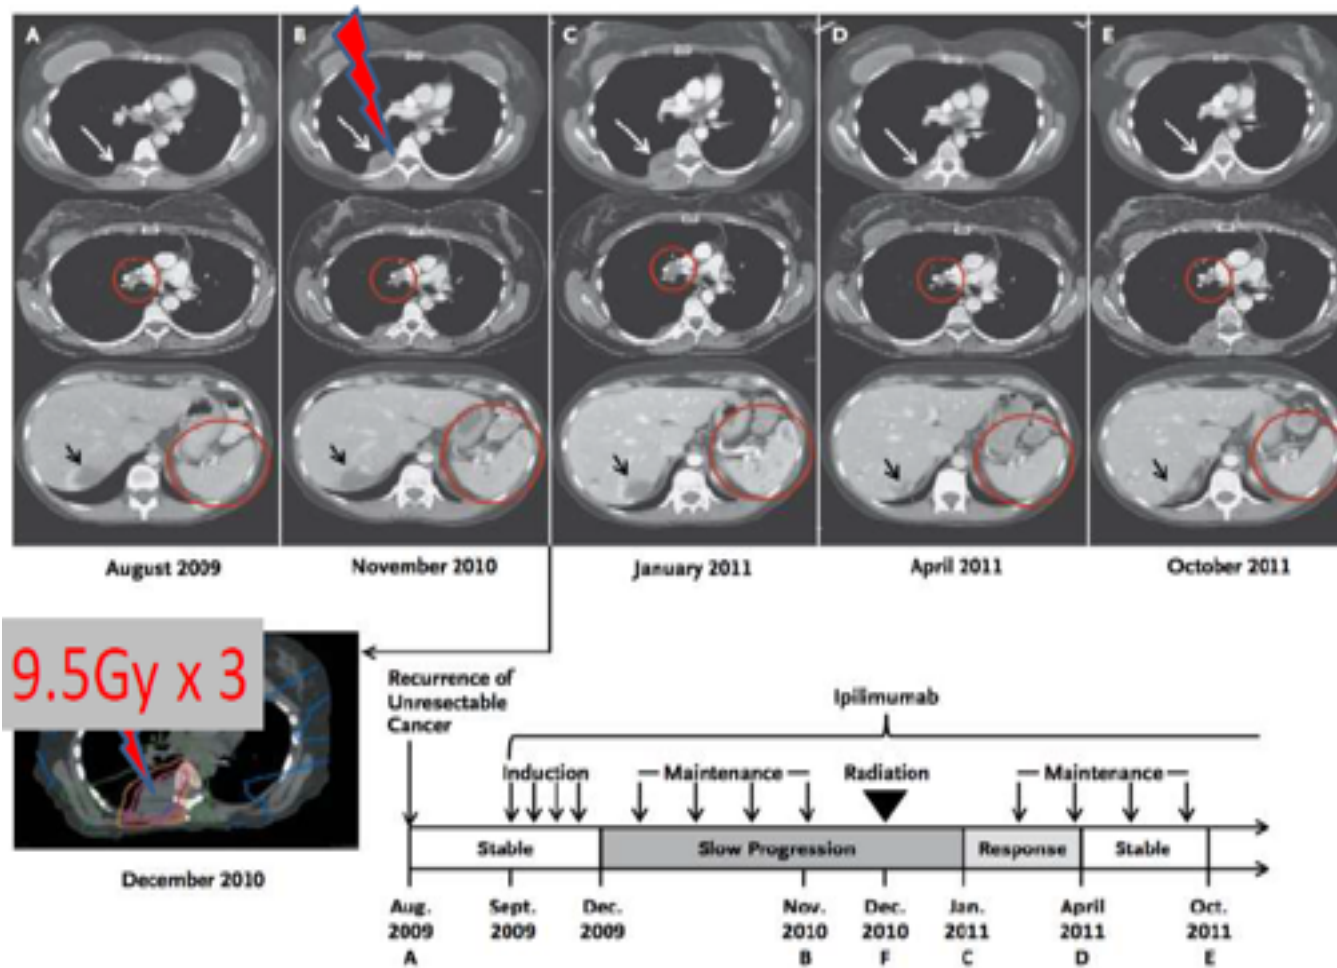 A B C D E
August 2009 November 2010 January 2011 April 2011 October 2011
9.5Gy x 3
December 2010
Recurrence of
Unresectable
Cancer
Ipilimumab
Induction Maintenance Radiation Maintenance
Stable Slow Progression Response Stable
Aug. Sept. Dec. Nov. Dec. Jan. April Oct.
2009 2009 2009 2010 2010 2011 2011 2011
A B F C D E